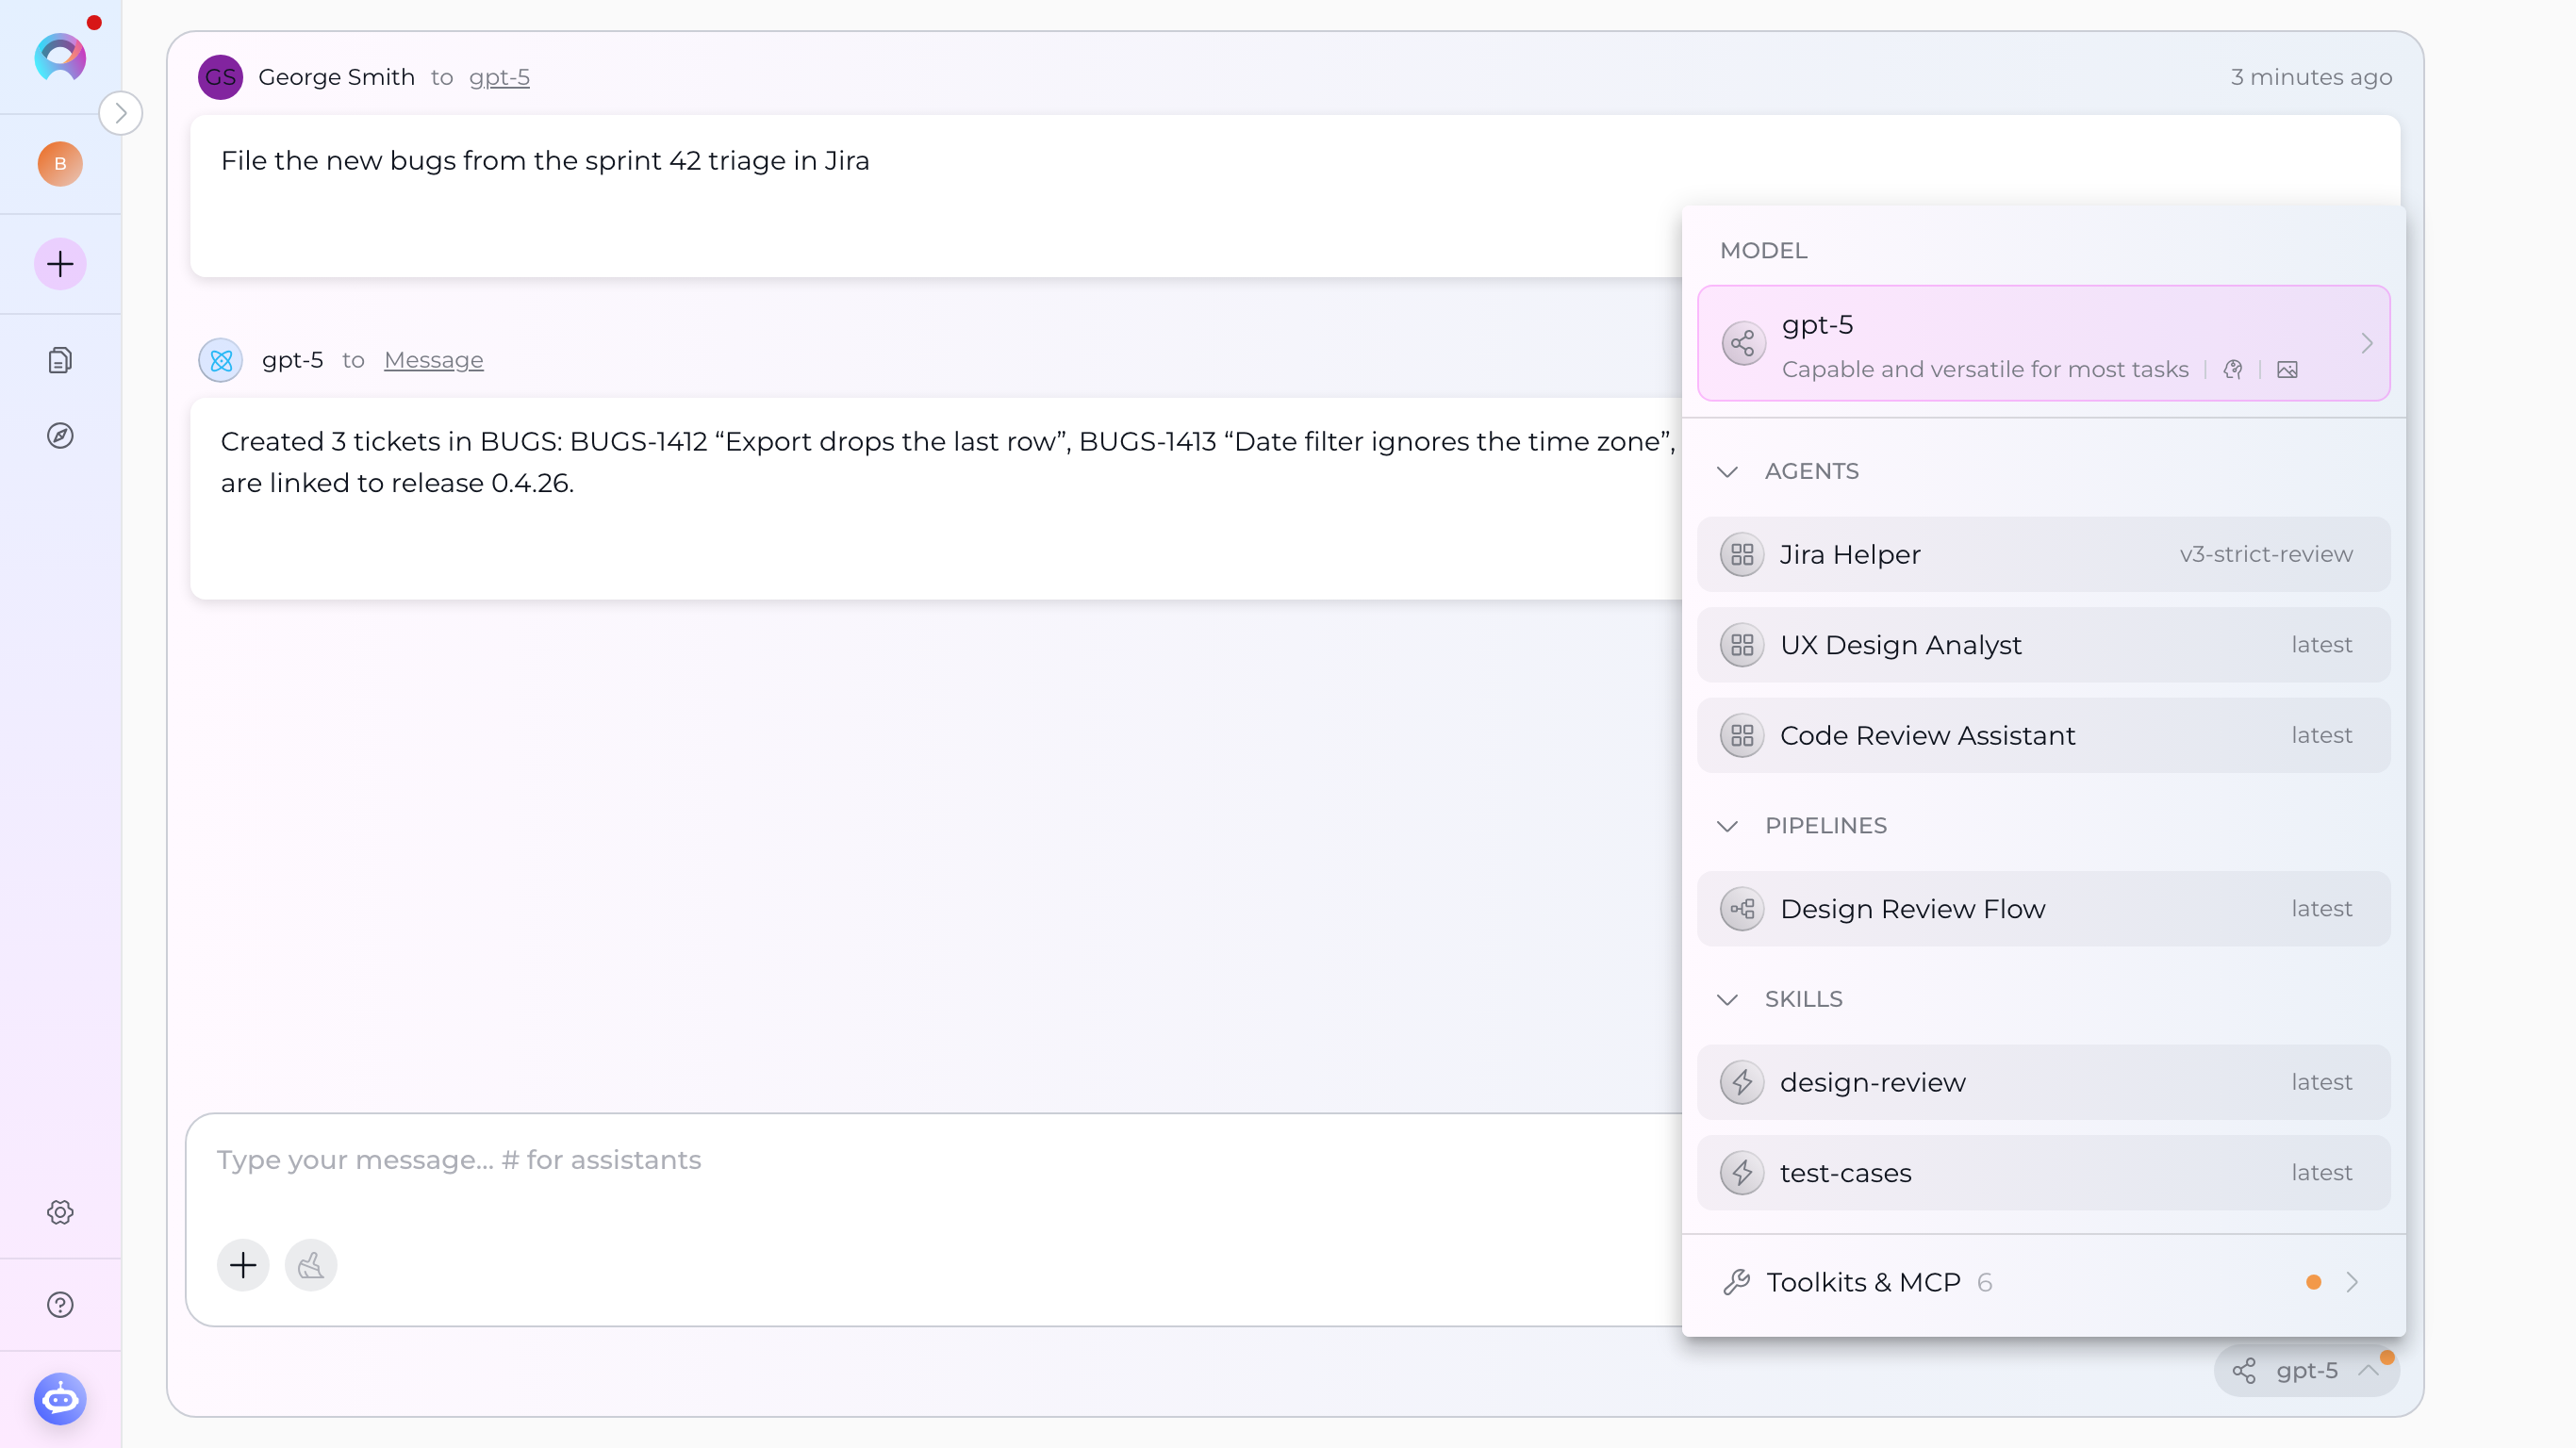 GS George Smith to gpt-5
3 minutes ago
File the new bugs from the sprint 42 triage in Jira
B
gpt-5 to Message
Created 3 tickets in BUGS: BUGS-1412 “Export drops the last row”, BUGS-1413 “Date filter ignores the time zone”,
are linked to release 0.4.26.
Type your message... # for assistants
MODEL
gpt-5
Capable and versatile for most tasks
AGENTS
Jira Helper v3-strict-review
UX Design Analyst latest
Code Review Assistant latest
PIPELINES
Design Review Flow latest
SKILLS
design-review latest
test-cases latest
Toolkits & MCP 6
gpt-5